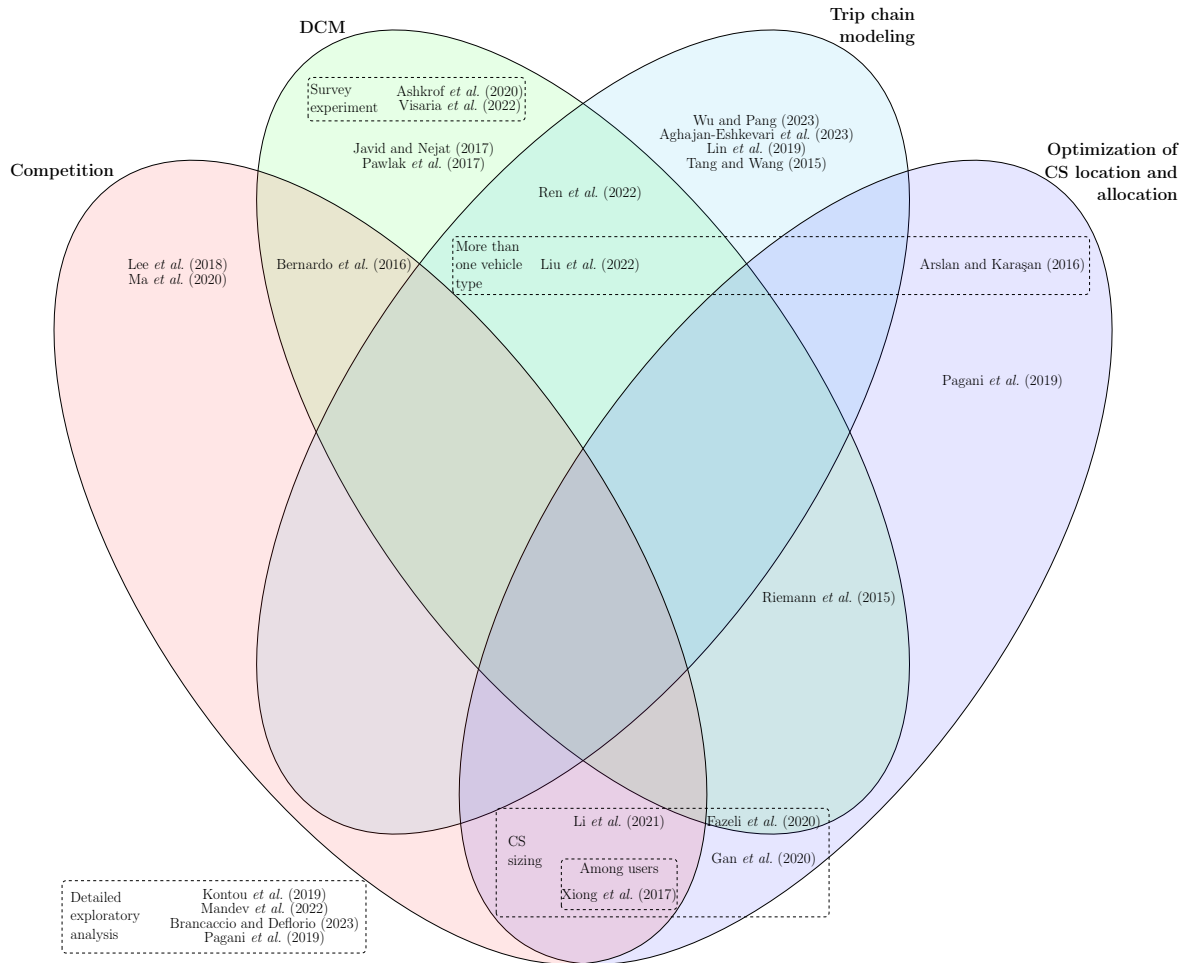 DCM
Trip chain
modeling
Competition
Optimization of
CS location and
allocation
Survey
experiment
Ashkrof et al. (2020)
Visaria et al. (2022)
Javid and Nejat (2017)
Pawlak et al. (2017)
Wu and Pang (2023)
Aghajan-Eshkevari et al. (2023)
Lin et al. (2019)
Tang and Wang (2015)
Ren et al. (2022)
Lee et al. (2018)
Ma et al. (2020)
Bernardo et al. (2016)
More than
one vehicle
type
Liu et al. (2022)
Arslan and Karaşan (2016)
Pagani et al. (2019)
Riemann et al. (2015)
CS
sizing
Li et al. (2021)
Fazeli et al. (2020)
Gan et al. (2020)
Among users
Xiong et al. (2017)
Detailed
exploratory
analysis
Kontou et al. (2019)
Mandev et al. (2022)
Brancaccio and Deflorio (2023)
Pagani et al. (2019)